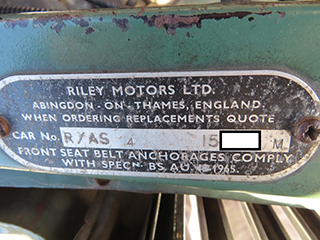 RILEY MOTORS LTD.
ABINGDON-ON-THAMES, ENGLAND.
WHEN ORDERING REPLACEMENTS QUOTE
CAR No. R/AS 4 15 M
FRONT SEAT BELT ANCHORAGES COMPLY
WITH SPECN. BS. AU. 48-1965.